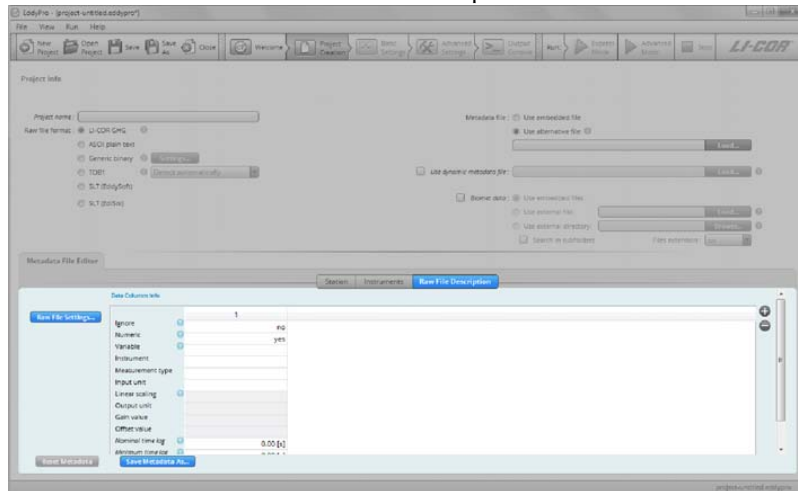 EddyPro - [project-untitled.eddypro*]
File View Run Help
New Project Open Project Save Save As Close Welcome Project Creation Basic Settings Advanced Settings Output Console Run: Express Mode Advanced Mode Stop LI-COR
Project info
Project name :
Raw file format : LI-COR GHG
ASCII plain text
Generic binary Settings...
TOB1 Detect automatically
SLT (EddySoft)
SLT (EdiSol)
Metadata file : Use embedded file
Use alternative file
Load...
Use dynamic metadata file : Load...
Biomet data : Use embedded files
Use external file Load...
Use external directory: Browse...
Search in subfolders Files extension:
Metadata File Editor
Station Instruments Raw File Description
Data Columns Info
Raw File Settings...
1
Ignore no
Numeric yes
Variable
Instrument
Measurement type
Input unit
Linear scaling
Output unit
Gain value
Offset value
Nominal time lag 0.00 [s]
Minimum time lag
Reset Metadata Save Metadata As...
project-untitled.eddypro